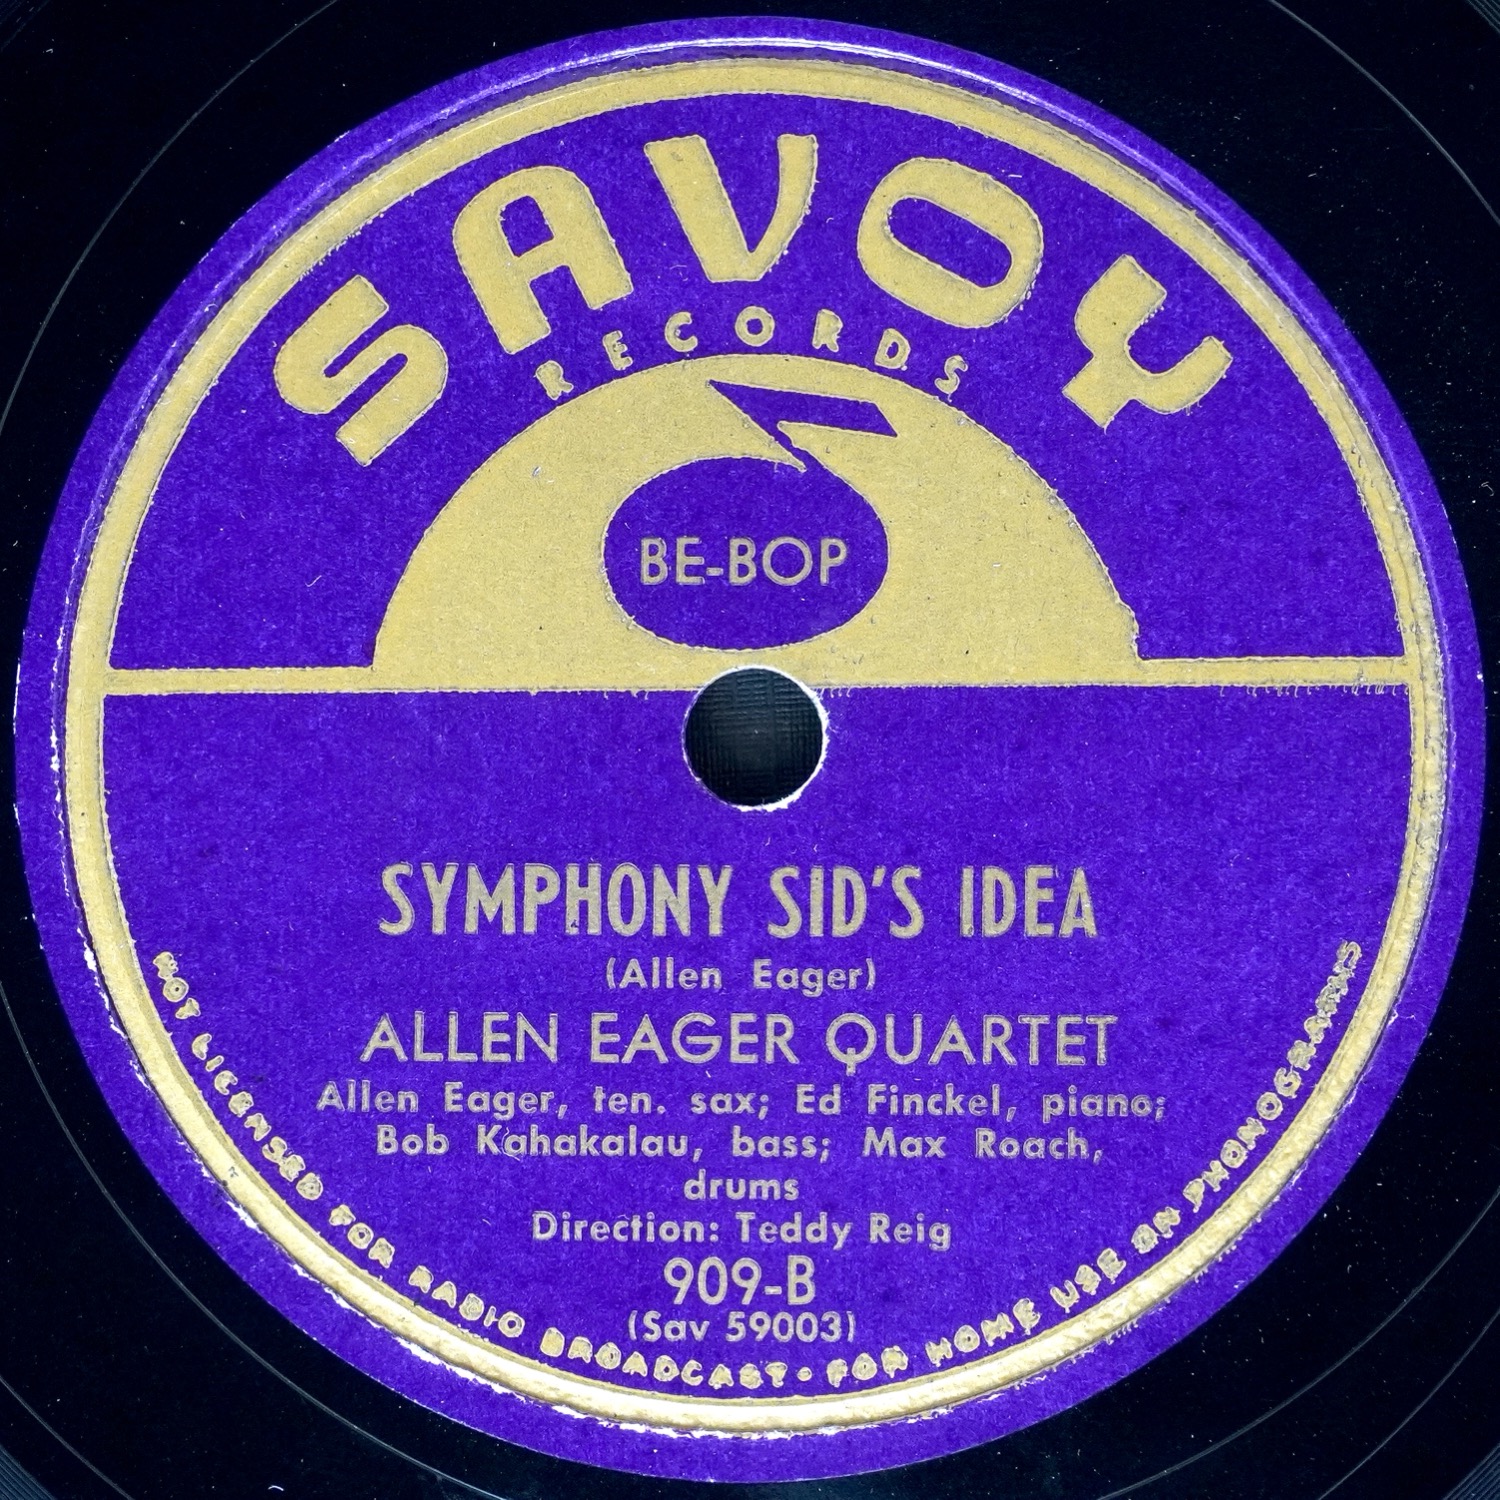 SAVOY
RECORDS
BE-BOP
SYMPHONY SID'S IDEA
(Allen Eager)
ALLEN EAGER QUARTET
Allen Eager, ten. sax; Ed Finckel, piano;
Bob Kahakalau, bass; Max Roach,
drums
Direction: Teddy Reig
909-B
(Sav 59003)
NOT LICENSED FOR RADIO BROADCAST • FOR HOME USE ON PHONOGRAPHS